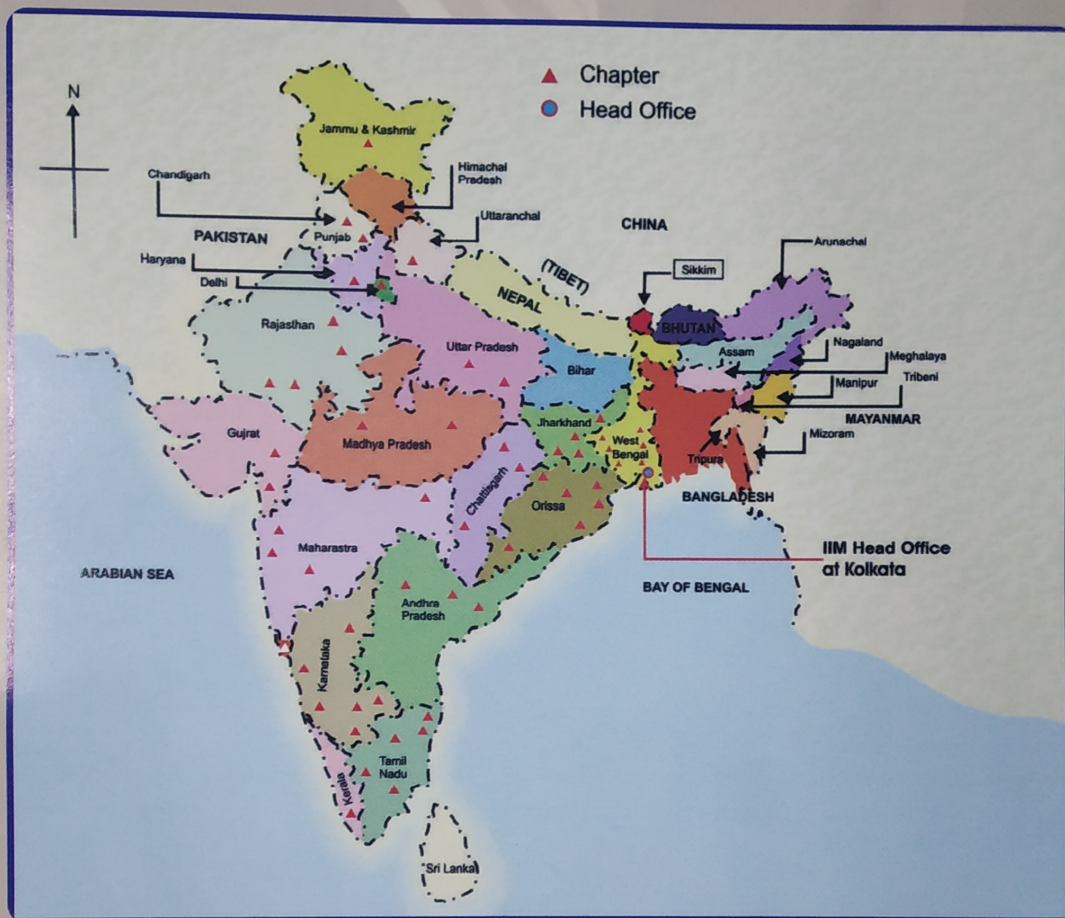 Chapter
Head Office
N
Jammu & Kashmir
Himachal
Pradesh
Chandigarh
Uttaranchal
CHINA
PAKISTAN
Punjab
Arunachal
Haryana
(TIBET)
Sikkim
Delhi
NEPAL
Rajasthan
BHUTAN
Uttar Pradesh
Assam
Nagaland
Meghalaya
Bihar
Manipur
Tribeni
MAYANMAR
Jharkhand
Gujrat
Madhya Pradesh
West
Bengal
Mizoram
Tripura
Chattisgarh
BANGLADESH
Orissa
Maharastra
IIM Head Office
at Kolkata
ARABIAN SEA
BAY OF BENGAL
Andhra
Pradesh
Karnataka
Tamil
Nadu
Kerala
Sri Lanka